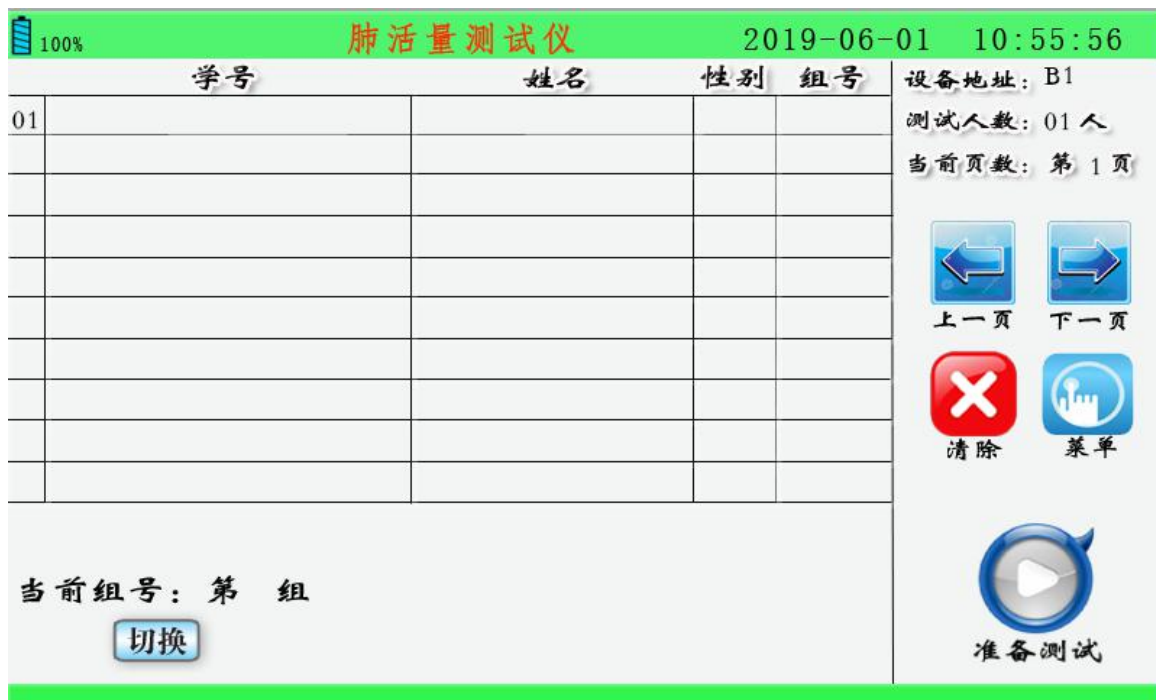 100% 肺活量测试仪 2019-06-01 10:55:56
学号 姓名 性别 组号
01
设备地址: B1
测试人数: 01人
当前页数: 第 1 页
上一页 下一页
清除 菜单
当前组号: 第 组
切换
准备测试